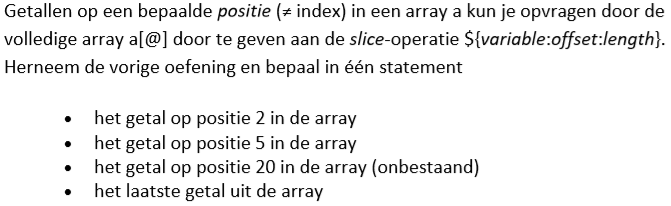 Getallen op een bepaalde positie (≠ index) in een array a kun je opvragen door de
volledige array a[@] door te geven aan de slice-operatie ${variable:offset:length}.
Herneem de vorige oefening en bepaal in één statement
• het getal op positie 2 in de array
• het getal op positie 5 in de array
• het getal op positie 20 in de array (onbestaand)
• het laatste getal uit de array